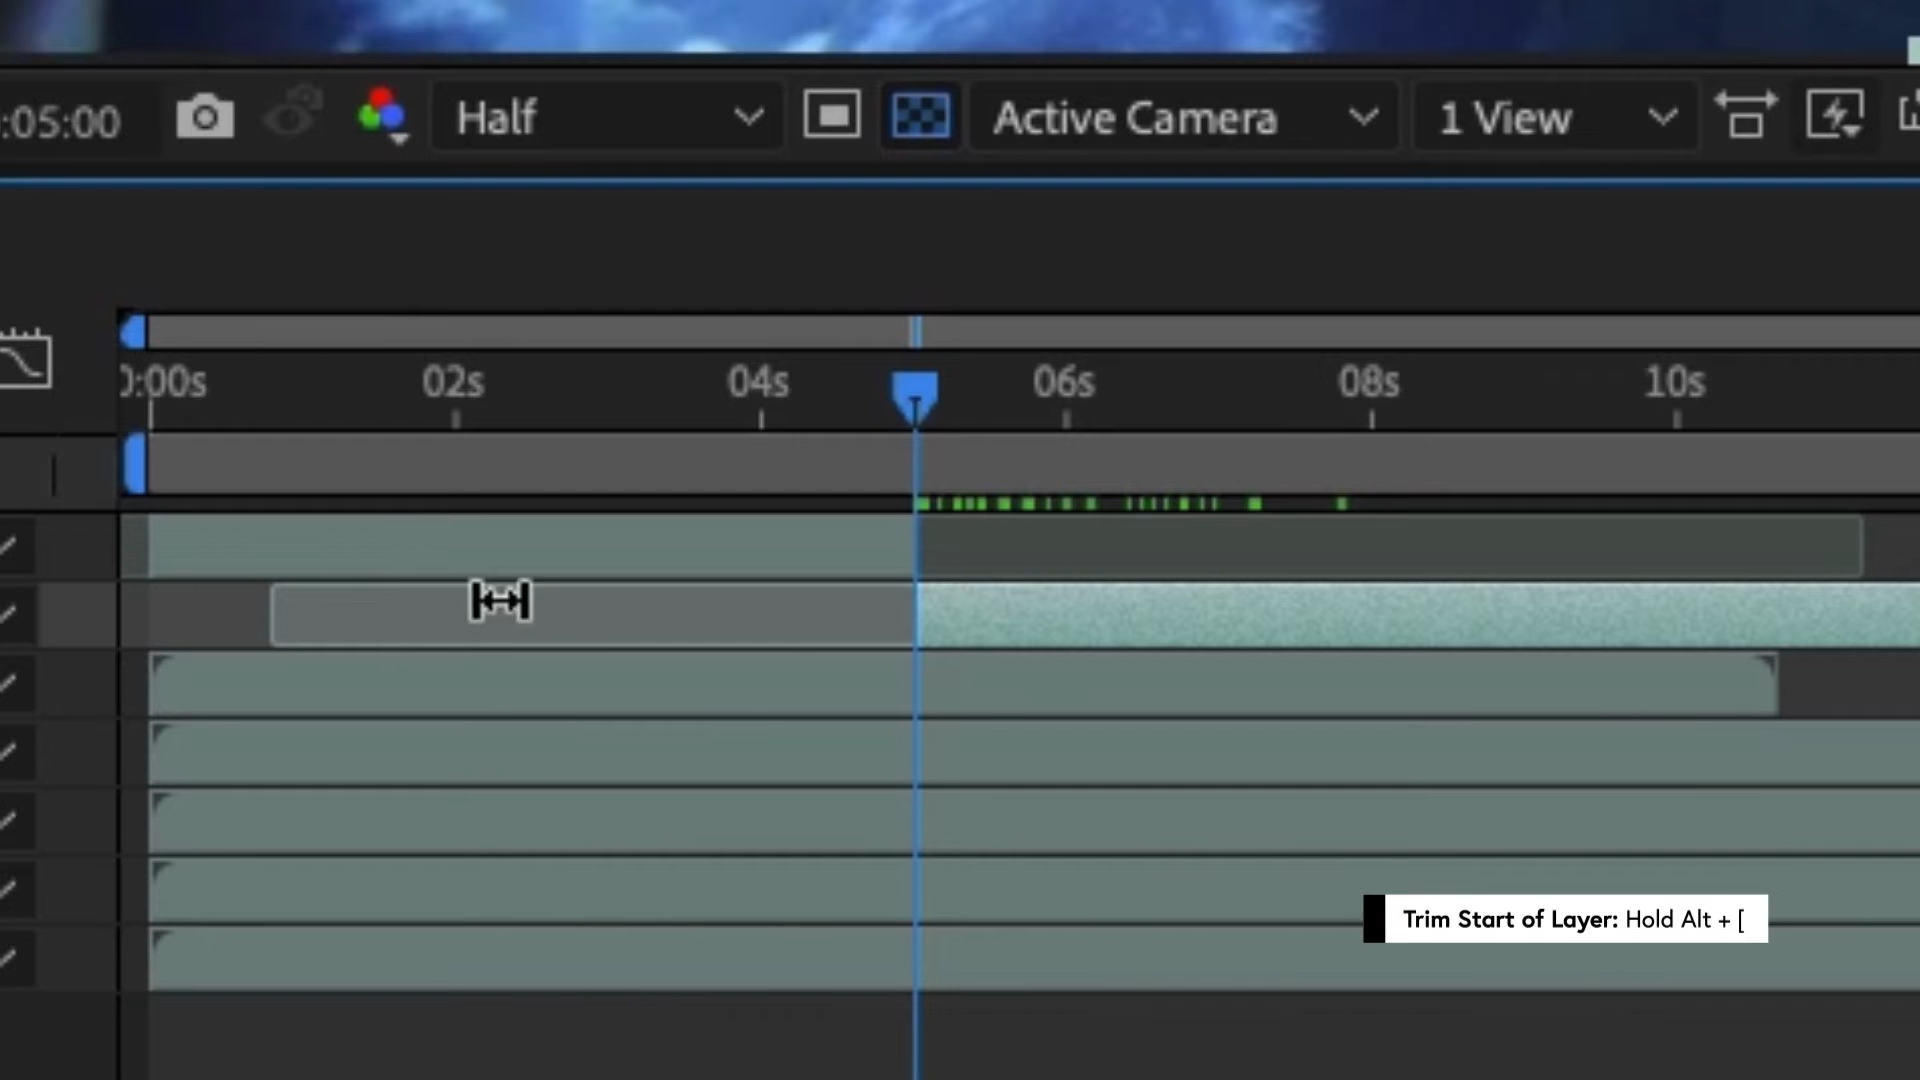 :05:00 Half Active Camera 1 View
0:00s 02s 04s 06s 08s 10s
Trim Start of Layer: Hold Alt + [